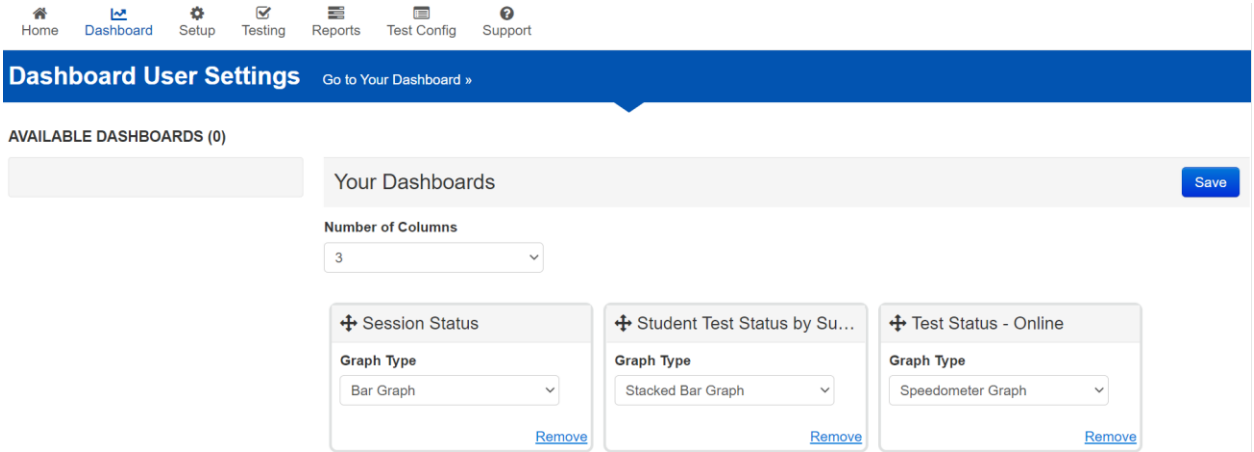 Home Dashboard Setup Testing Reports Test Config Support
Dashboard User Settings Go to Your Dashboard »
AVAILABLE DASHBOARDS (0)
Your Dashboards Save
Number of Columns
3
Session Status Student Test Status by Su... Test Status - Online
Graph Type Graph Type Graph Type
Bar Graph Stacked Bar Graph Speedometer Graph
Remove Remove Remove